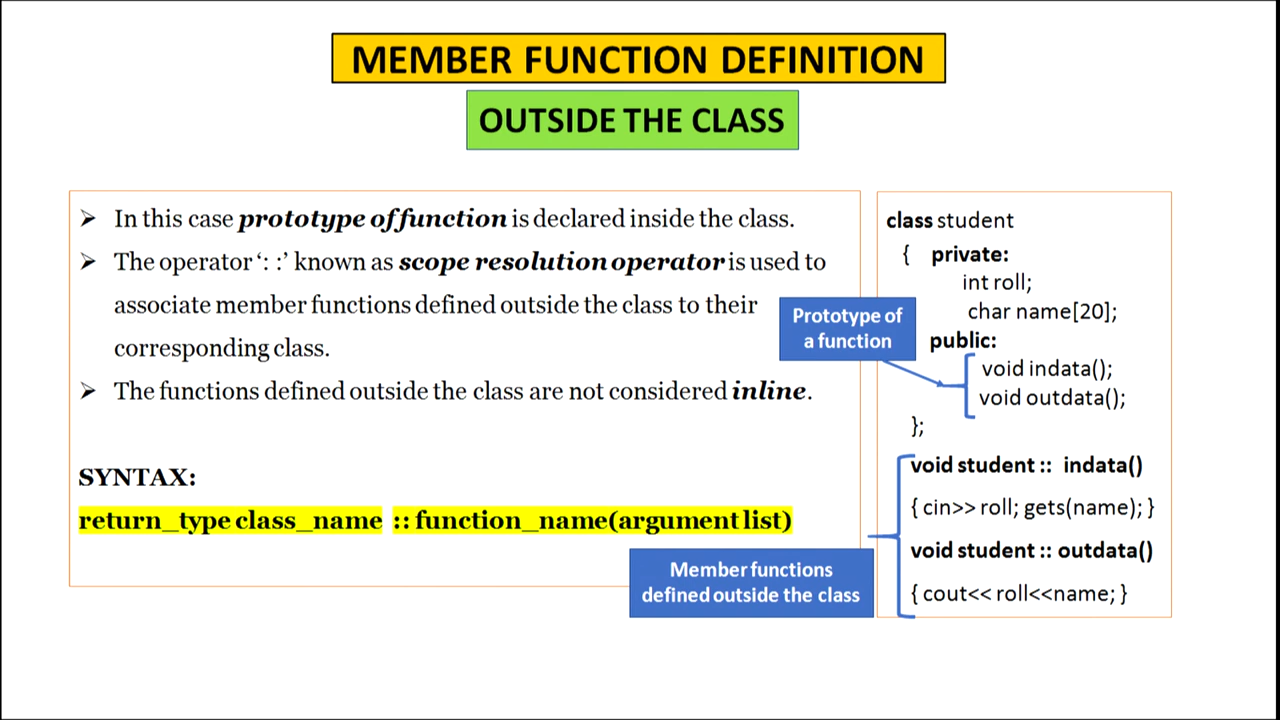 MEMBER FUNCTION DEFINITION
OUTSIDE THE CLASS
➢ In this case prototype of function is declared inside the class.
➢ The operator ‘: :’ known as scope resolution operator is used to
associate member functions defined outside the class to their
corresponding class.
➢ The functions defined outside the class are not considered inline.
SYNTAX:
return_type class_name :: function_name(argument list)
class student
{ private:
int roll;
char name[20];
Prototype of
a function
public:
void indata();
void outdata();
};
void student :: indata()
{ cin>> roll; gets(name); }
void student :: outdata()
{ cout<< roll<<name; }
Member functions
defined outside the class